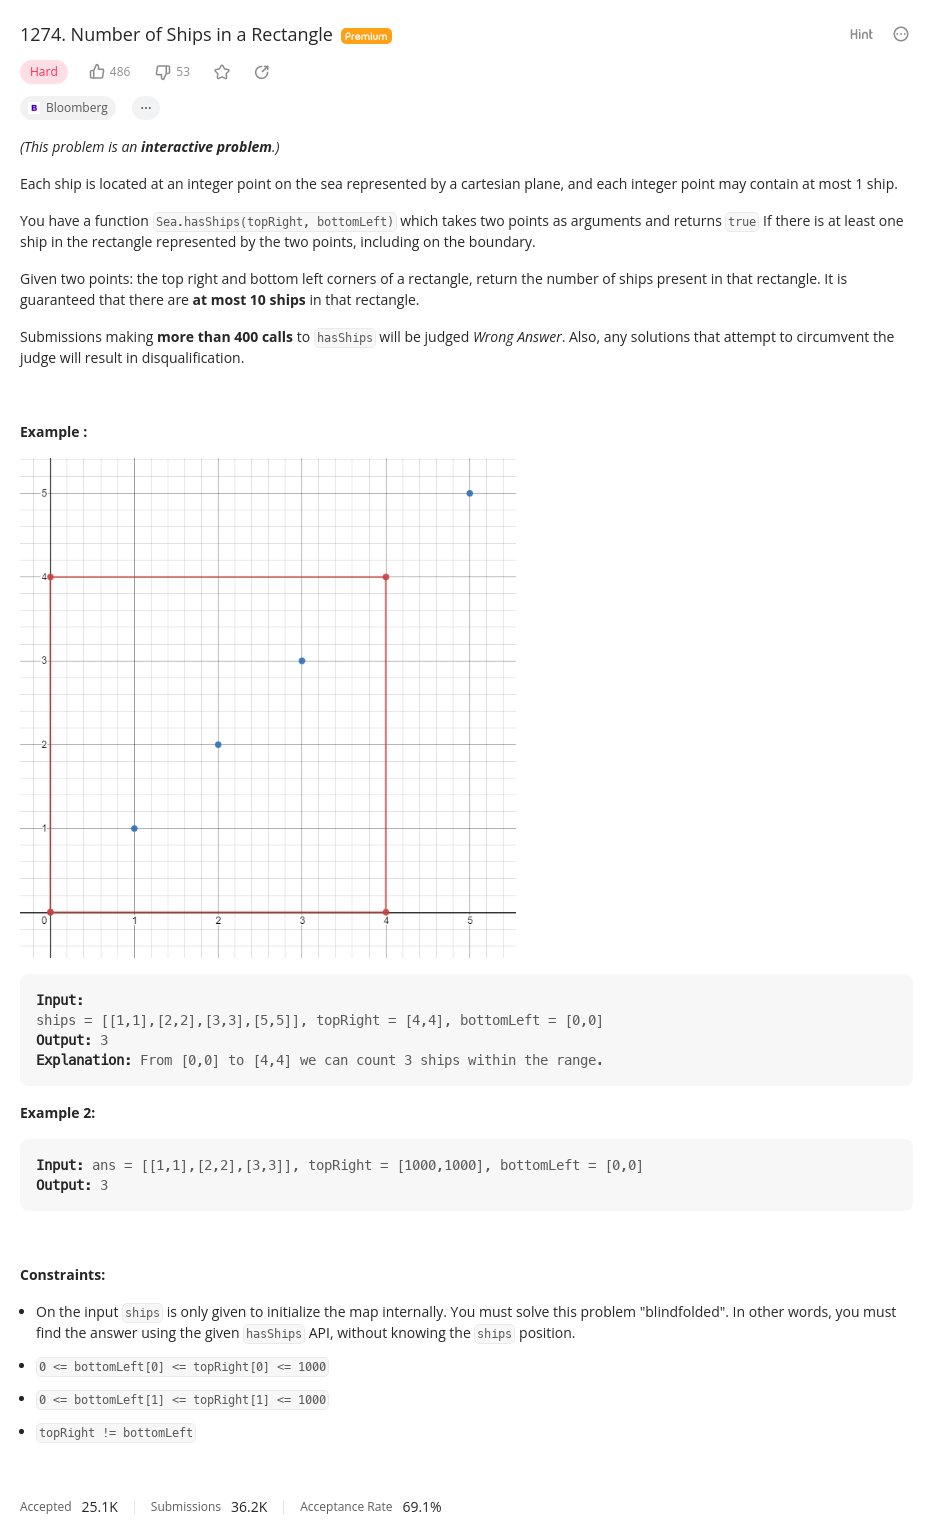 1274. Number of Ships in a Rectangle Premium Hint
Hard 486 53
B Bloomberg ...
(This problem is an interactive problem.)
Each ship is located at an integer point on the sea represented by a cartesian plane, and each integer point may contain at most 1 ship.
You have a function Sea.hasShips(topRight, bottomLeft) which takes two points as arguments and returns true If there is at least one
ship in the rectangle represented by the two points, including on the boundary.
Given two points: the top right and bottom left corners of a rectangle, return the number of ships present in that rectangle. It is
guaranteed that there are at most 10 ships in that rectangle.
Submissions making more than 400 calls to hasShips will be judged Wrong Answer. Also, any solutions that attempt to circumvent the
judge will result in disqualification.
Example :
5
4
3
2
1
0 1 2 3 4 5
Input:
ships = [[1,1],[2,2],[3,3],[5,5]], topRight = [4,4], bottomLeft = [0,0]
Output: 3
Explanation: From [0,0] to [4,4] we can count 3 ships within the range.
Example 2:
Input: ans = [[1,1],[2,2],[3,3]], topRight = [1000,1000], bottomLeft = [0,0]
Output: 3
Constraints:
• On the input ships is only given to initialize the map internally. You must solve this problem "blindfolded". In other words, you must
find the answer using the given hasShips API, without knowing the ships position.
• 0 <= bottomLeft[0] <= topRight[0] <= 1000
• 0 <= bottomLeft[1] <= topRight[1] <= 1000
• topRight != bottomLeft
Accepted 25.1K Submissions 36.2K Acceptance Rate 69.1%